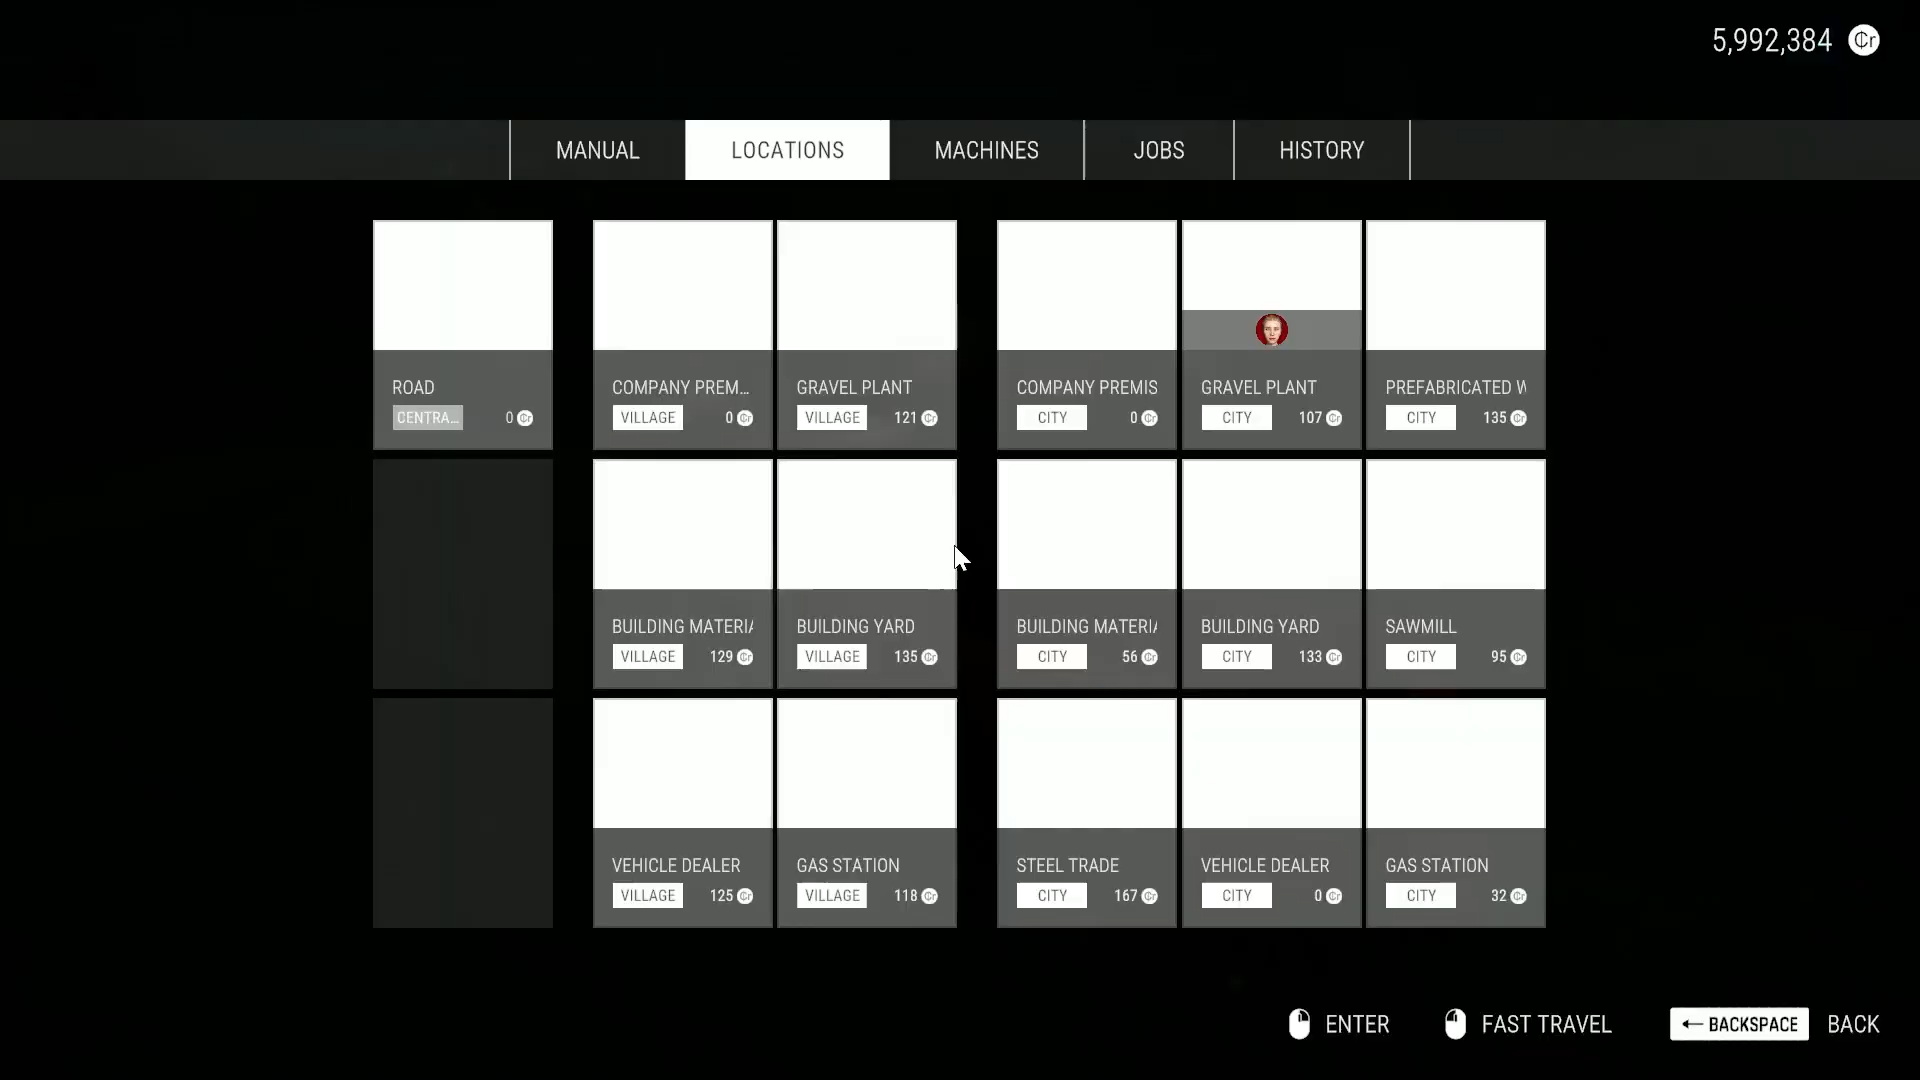 5,992,384 ₢r
MANUAL LOCATIONS MACHINES JOBS HISTORY
ROAD
CENTRA... 0 ₢r
COMPANY PREM...
VILLAGE 0 ₢r
GRAVEL PLANT
VILLAGE 121 ₢r
COMPANY PREMIS
CITY 0 ₢r
GRAVEL PLANT
CITY 107 ₢r
PREFABRICATED W
CITY 135 ₢r
BUILDING MATERIA
VILLAGE 129 ₢r
BUILDING YARD
VILLAGE 135 ₢r
BUILDING MATERIA
CITY 56 ₢r
BUILDING YARD
CITY 133 ₢r
SAWMILL
CITY 95 ₢r
VEHICLE DEALER
VILLAGE 125 ₢r
GAS STATION
VILLAGE 118 ₢r
STEEL TRADE
CITY 167 ₢r
VEHICLE DEALER
CITY 0 ₢r
GAS STATION
CITY 32 ₢r
ENTER FAST TRAVEL ← BACKSPACE BACK